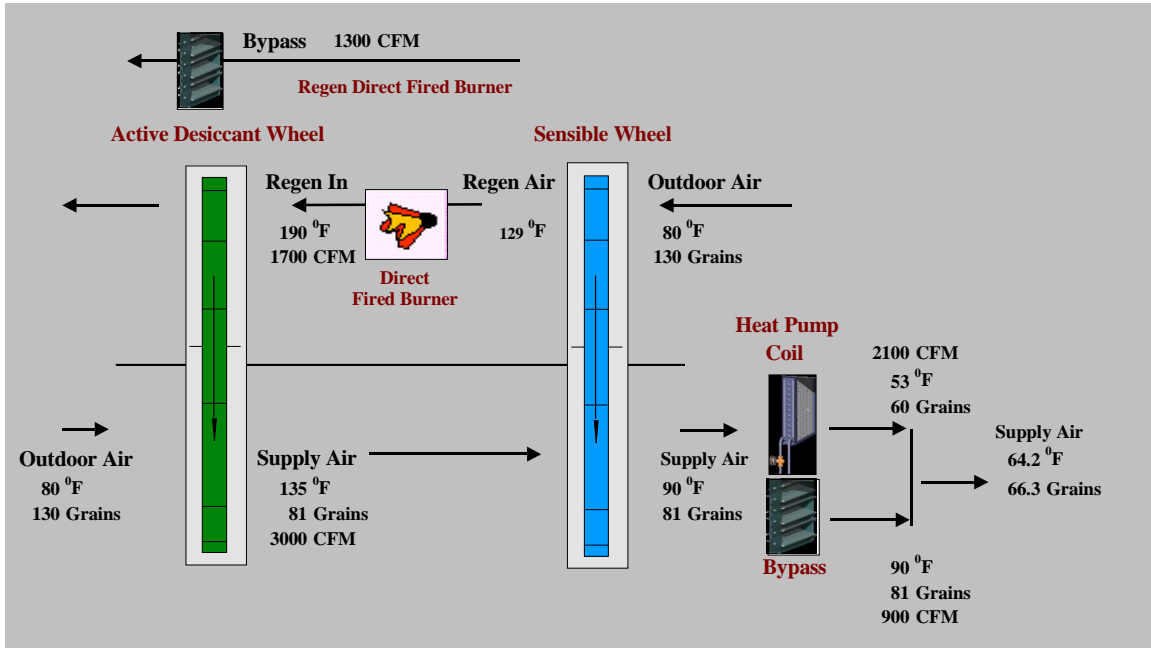 Bypass 1300 CFM
Regen Direct Fired Burner
Active Desiccant Wheel
Sensible Wheel
Regen In
190 ⁰F
1700 CFM
Regen Air
129 ⁰F
Outdoor Air
80 ⁰F
130 Grains
Direct
Fired Burner
Heat Pump
Coil
2100 CFM
53 ⁰F
60 Grains
Outdoor Air
80 ⁰F
130 Grains
Supply Air
135 ⁰F
81 Grains
3000 CFM
Supply Air
90 ⁰F
81 Grains
Bypass
Supply Air
64.2 ⁰F
66.3 Grains
90 ⁰F
81 Grains
900 CFM